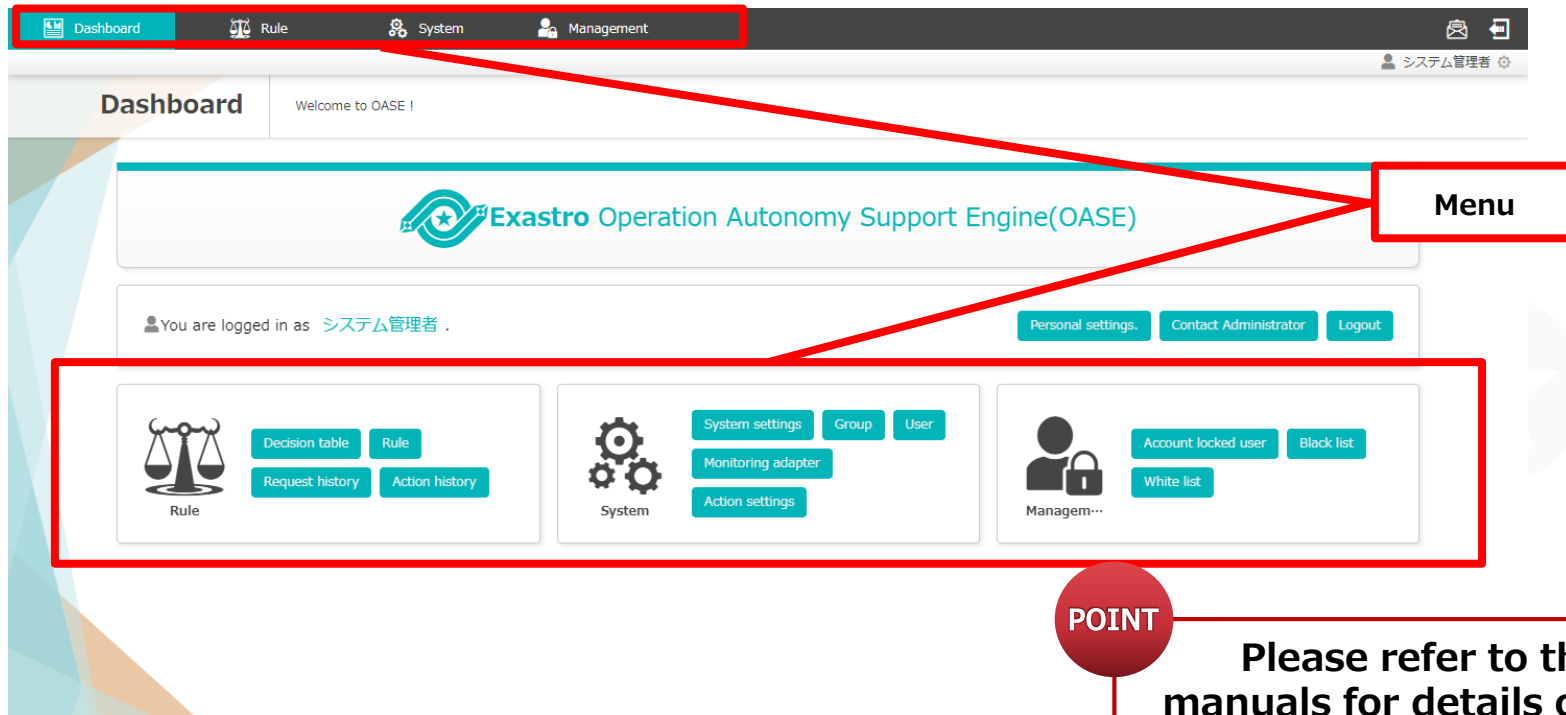 Dashboard Rule System Management
システム管理者
Dashboard Welcome to OASE !
Exastro Operation Autonomy Support Engine(OASE)
Menu
You are logged in as システム管理者 .
Personal settings. Contact Administrator Logout
Decision table Rule
Request history Action history
Rule
System settings Group User
Monitoring adapter
Action settings
System
Account locked user Black list
White list
Managem…
POINT
Please refer to
manuals for details